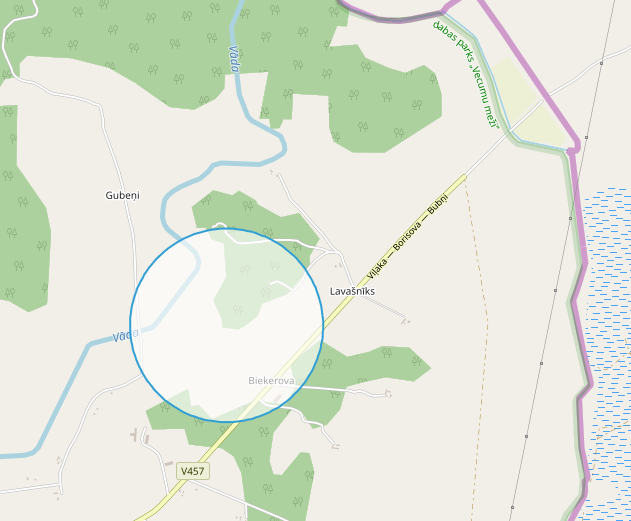 Vāda
dabas parks „Vecumu meži"
Gubeņi
Viļaka — Borisova — Bubņi
Lavašnīks
Vāda
Biekerova
V457